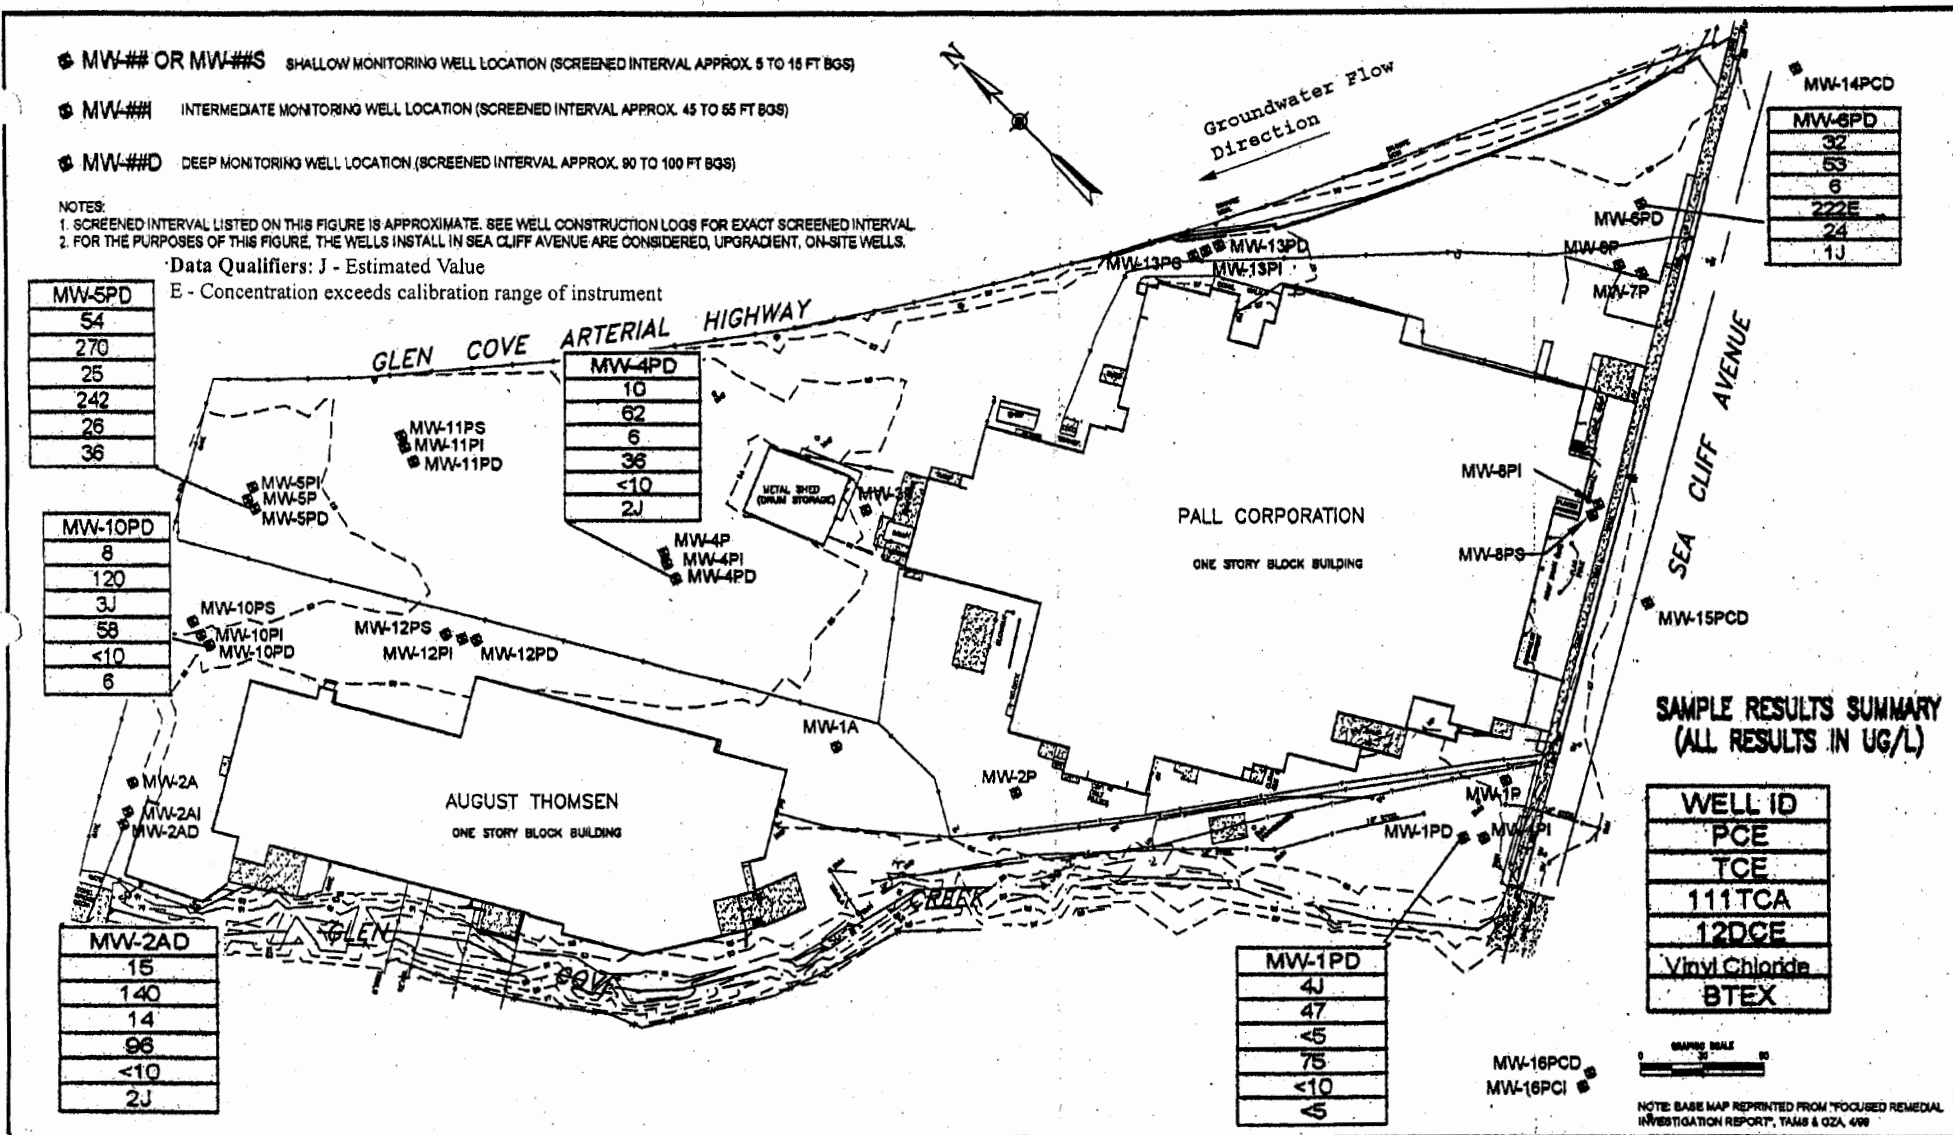 MW-## OR MW-##S SHALLOW MONITORING WELL LOCATION (SCREENED INTERVAL APPROX. 5 TO 15 FT BGS)
MW-##I INTERMEDIATE MONITORING WELL LOCATION (SCREENED INTERVAL APPROX. 45 TO 55 FT BGS)
MW-##D DEEP MONITORING WELL LOCATION (SCREENED INTERVAL APPROX. 90 TO 100 FT BGS)
NOTES:
1. SCREENED INTERVAL LISTED ON THIS FIGURE IS APPROXIMATE. SEE WELL CONSTRUCTION LOGS FOR EXACT SCREENED INTERVAL
2. FOR THE PURPOSES OF THIS FIGURE, THE WELLS INSTALL IN SEA CLIFF AVENUE ARE CONSIDERED, UPGRADIENT, ON-SITE WELLS.
Data Qualifiers: J - Estimated Value
E - Concentration exceeds calibration range of instrument
N
Groundwater Flow
Direction
MW-14PCD
MW-6PD
32
53
6
222E
24
1J
MW-6PD
MW-6P
MW-7P
MW-13PD
MW-13PS
MW-13PI
GLEN COVE ARTERIAL HIGHWAY
MW-5PD
54
270
25
242
26
36
MW-4PD
10
62
6
36
<10
2J
MW-11PS
MW-11PI
MW-11PD
MW-5PI
MW-5P
MW-5PD
METAL SHED
(DRUM STORAGE)
MW-4P
MW-4PI
MW-4PD
PALL CORPORATION
ONE STORY BLOCK BUILDING
MW-8PI
MW-8PS
SEA CLIFF AVENUE
MW-15PCD
MW-10PD
8
120
3J
58
<10
6
MW-10PS
MW-10PI
MW-10PD
MW-12PS
MW-12PI
MW-12PD
MW-1A
MW-2P
MW-1P
MW-1PD
MW-1PI
MW-2A
MW-2AI
MW-2AD
AUGUST THOMSEN
ONE STORY BLOCK BUILDING
GLEN
COVE
CREEK
MW-2AD
15
140
14
96
<10
2J
MW-1PD
4J
47
<5
75
<10
<5
SAMPLE RESULTS SUMMARY
(ALL RESULTS IN UG/L)
WELL ID
PCE
TCE
111TCA
12DCE
Vinyl Chloride
BTEX
MW-16PCD
MW-16PCI
GRAPHIC SCALE
0 30 60
NOTE: BASE MAP REPRINTED FROM "FOCUSED REMEDIAL
INVESTIGATION REPORT", TAMS & GZA, 4/99